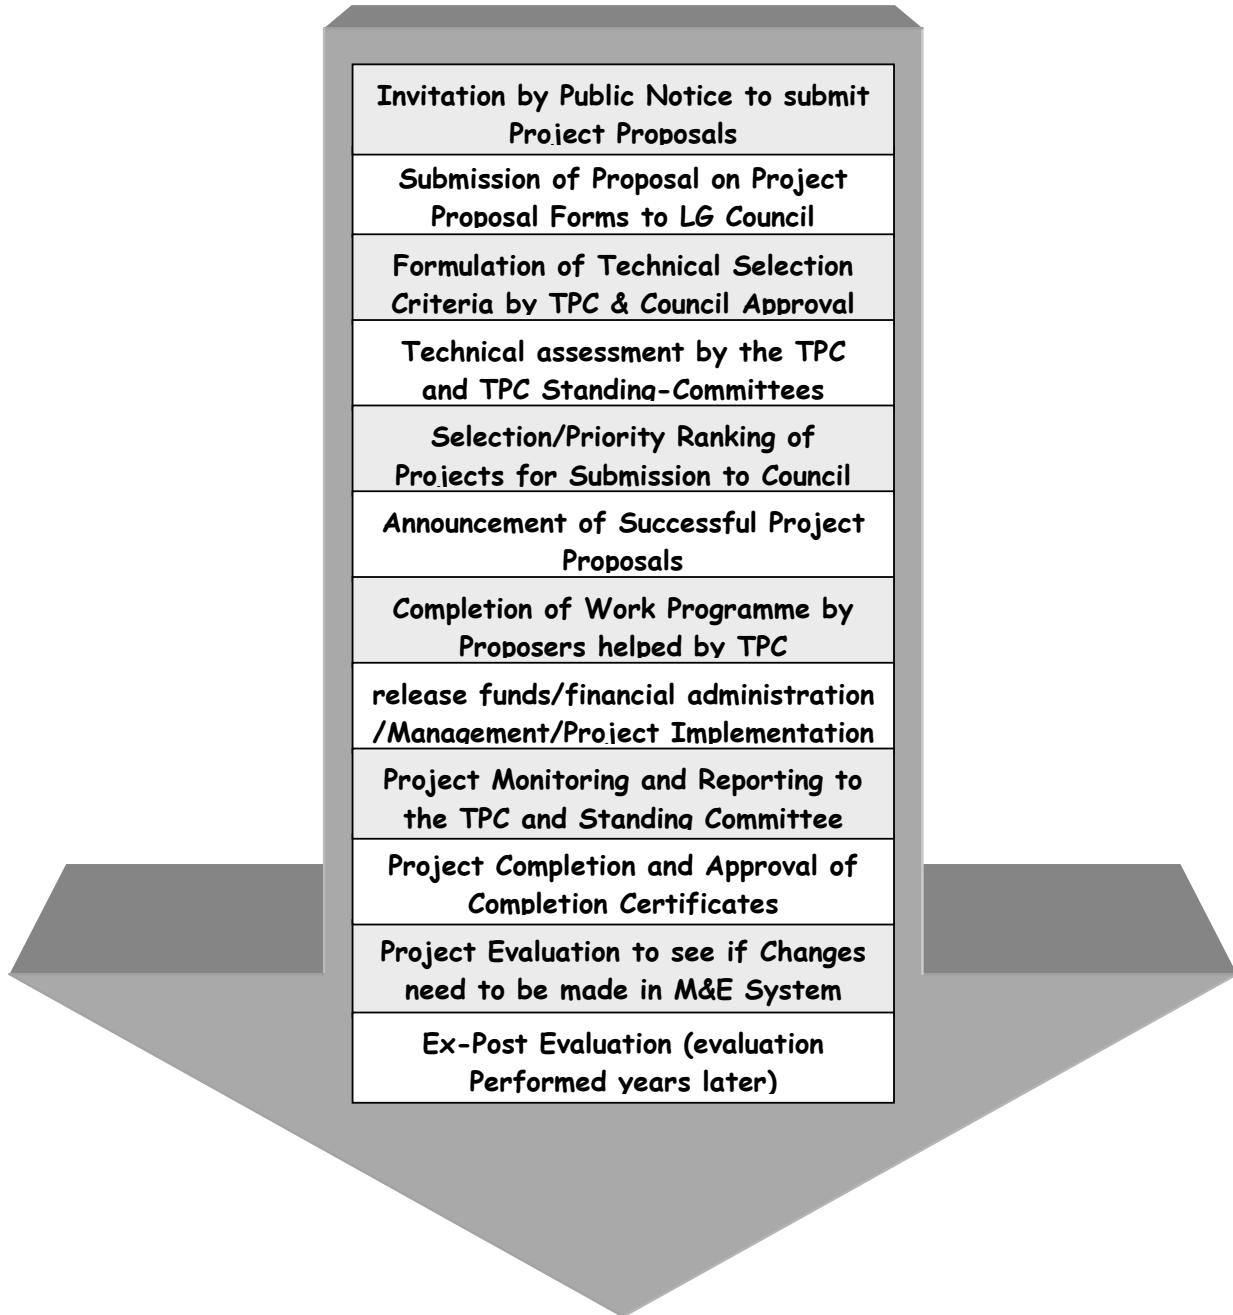 Invitation by Public Notice to submit
Project Proposals
Submission of Proposal on Project
Proposal Forms to LG Council
Formulation of Technical Selection
Criteria by TPC & Council Approval
Technical assessment by the TPC
and TPC Standing-Committees
Selection/Priority Ranking of
Projects for Submission to Council
Announcement of Successful Project
Proposals
Completion of Work Programme by
Proposers helped by TPC
release funds/financial administration
/Management/Project Implementation
Project Monitoring and Reporting to
the TPC and Standing Committee
Project Completion and Approval of
Completion Certificates
Project Evaluation to see if Changes
need to be made in M&E System
Ex-Post Evaluation (evaluation
Performed years later)